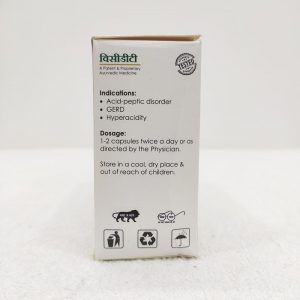 विसीडीटी
A Patent & Proprietary
Ayurvedic Medicine
TESTED
Indications:
• Acid-peptic disorder
• GERD
• Hyperacidity
Dosage:
1-2 capsules twice a day or as
directed by the Physician.
Store in a cool, dry place &
out of reach of children.